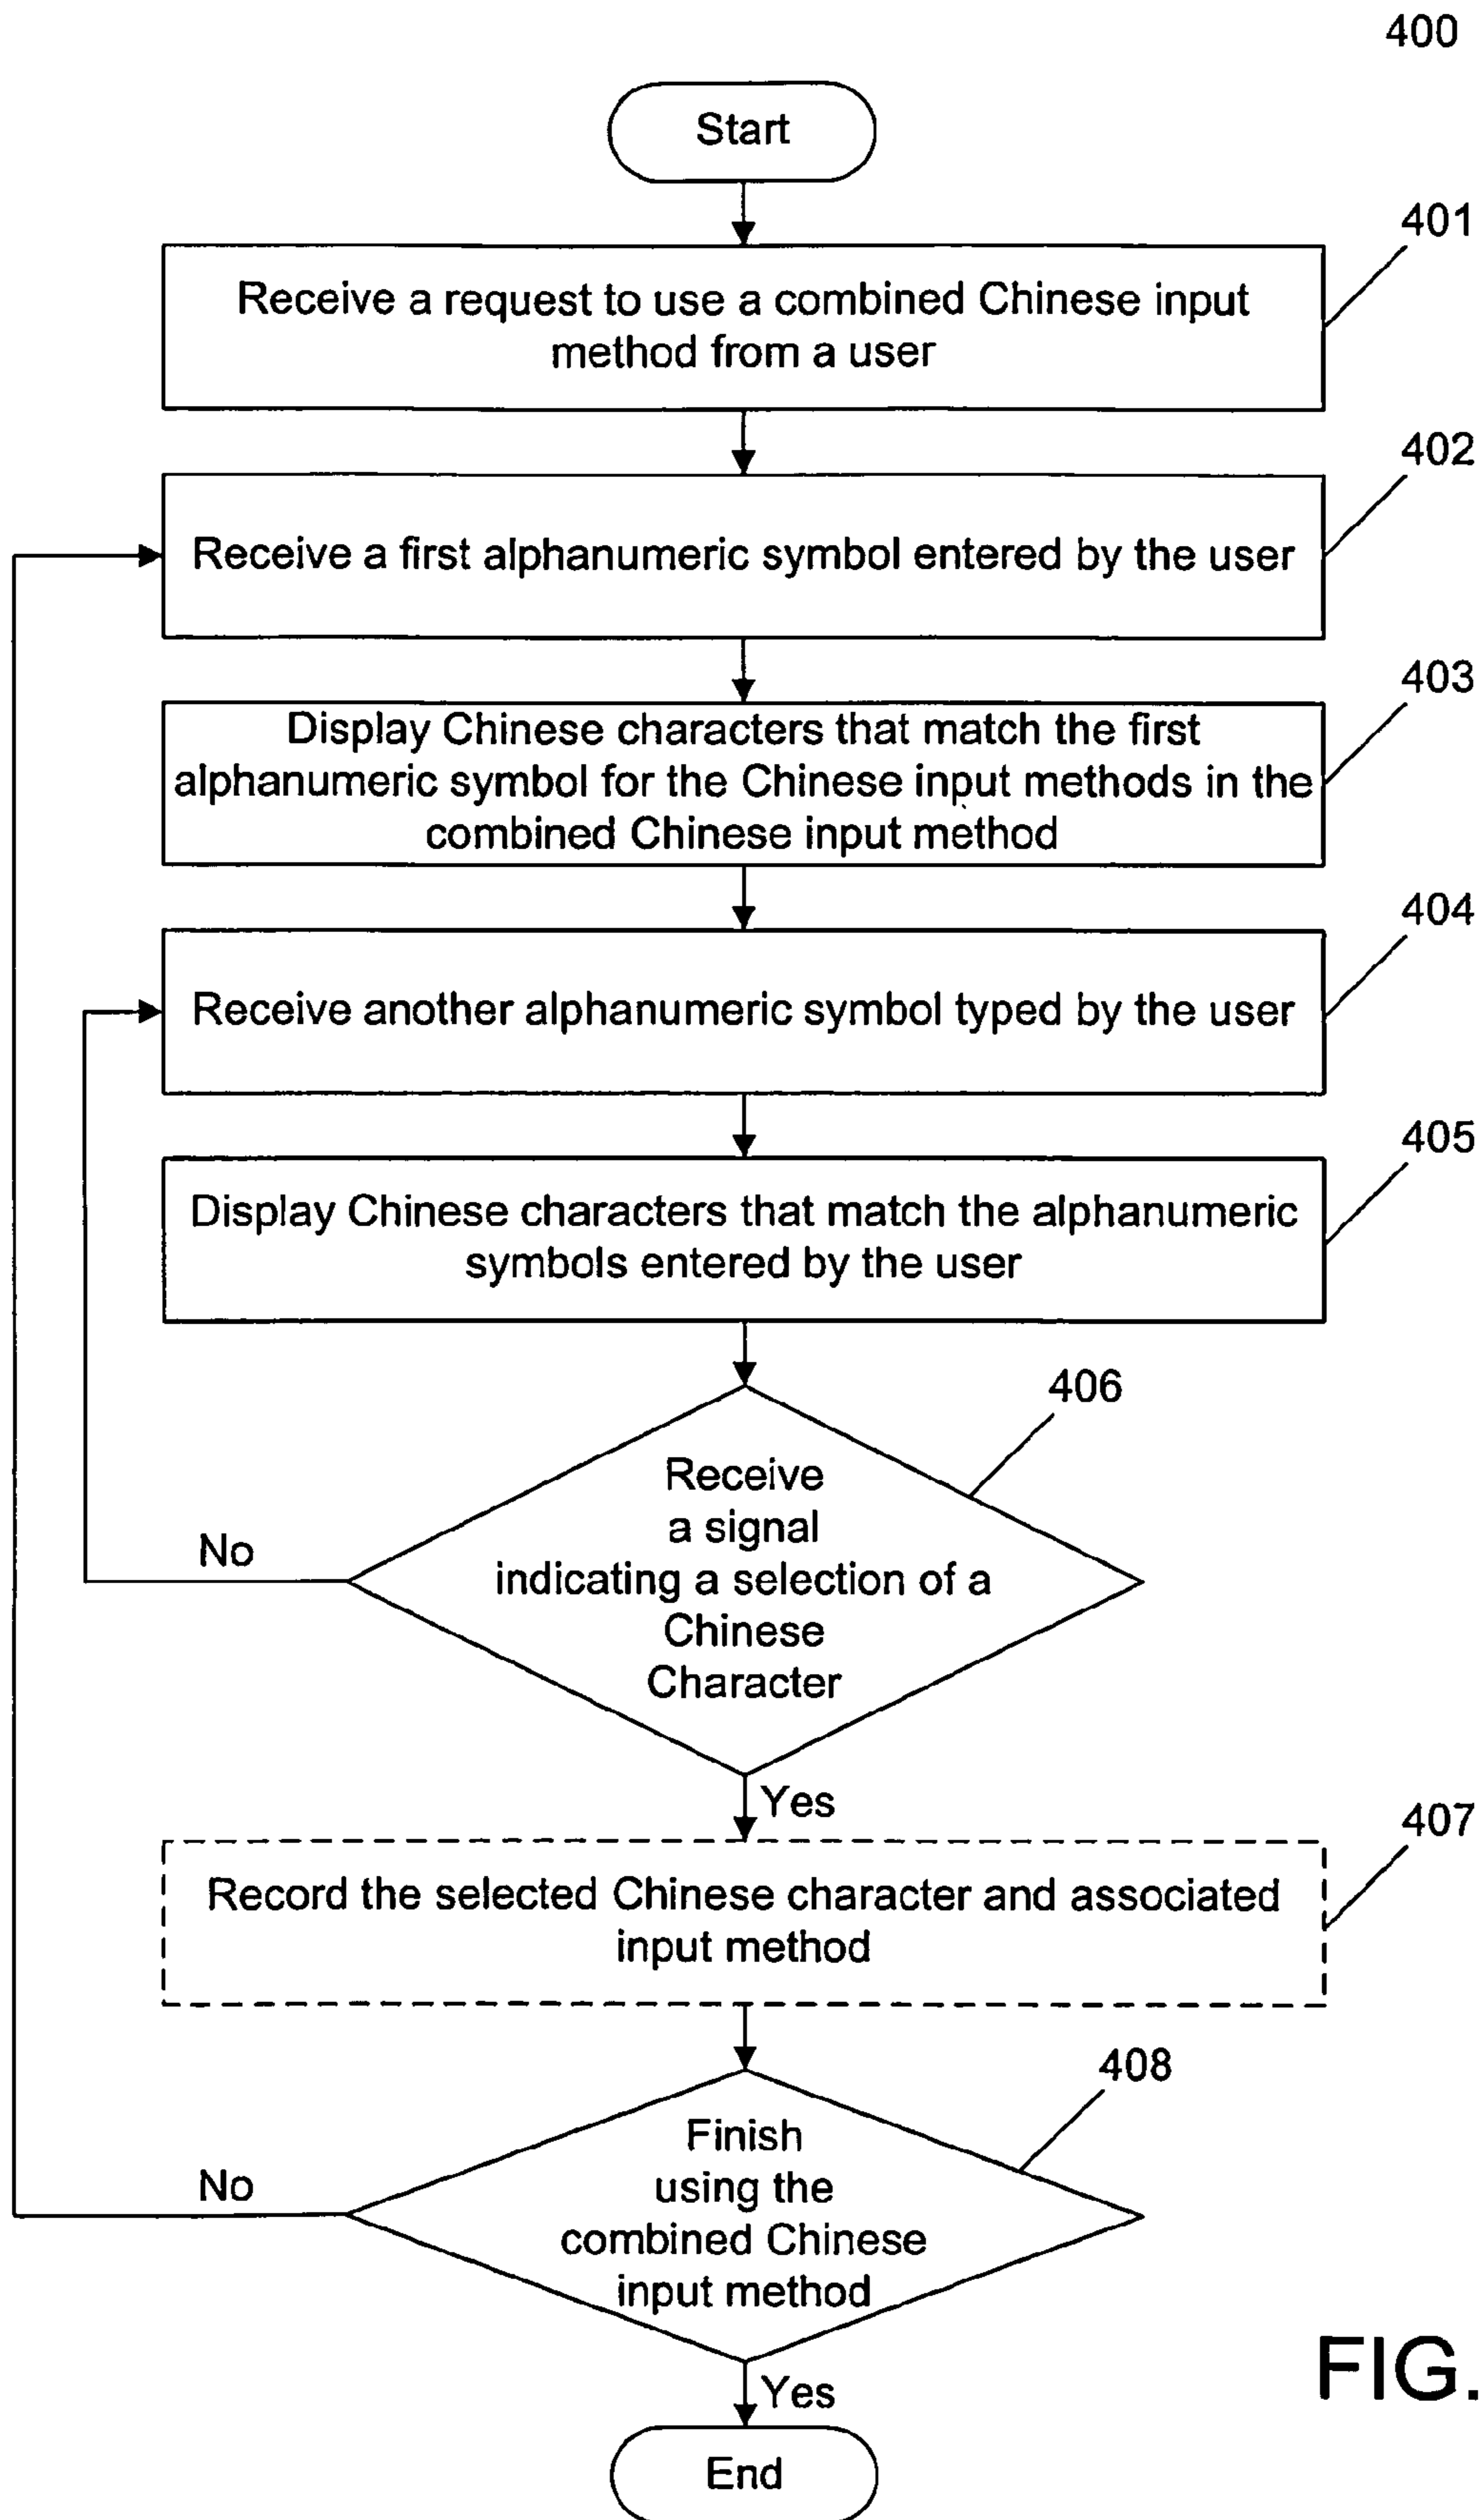 400
Start
401
Receive a request to use a combined Chinese input
method from a user
402
Receive a first alphanumeric symbol entered by the user
403
Display Chinese characters that match the first
alphanumeric symbol for the Chinese input methods in the
combined Chinese input method
404
Receive another alphanumeric symbol typed by the user
405
Display Chinese characters that match the alphanumeric
symbols entered by the user
406
Receive
a signal
indicating a selection of a
Chinese
Character
No
Yes
407
Record the selected Chinese character and associated
input method
408
Finish
using the
combined Chinese
input method
No
Yes
End
FIG.